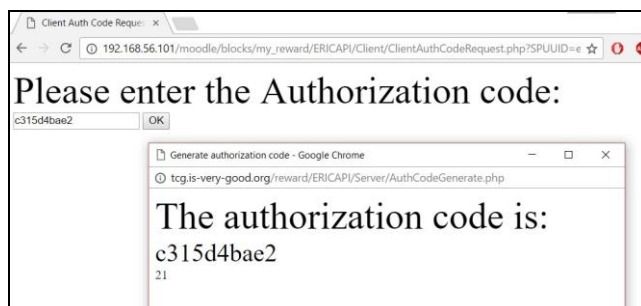 Client Auth Code Reque
192.168.56.101/moodle/blocks/my_reward/ERICAPI/Client/ClientAuthCodeRequest.php?SPUUID=e
Please enter the Authorization code:
c315d4bae2 OK
Generate authorization code - Google Chrome
tcg.is-very-good.org/reward/ERICAPI/Server/AuthCodeGenerate.php
The authorization code is:
c315d4bae2
21